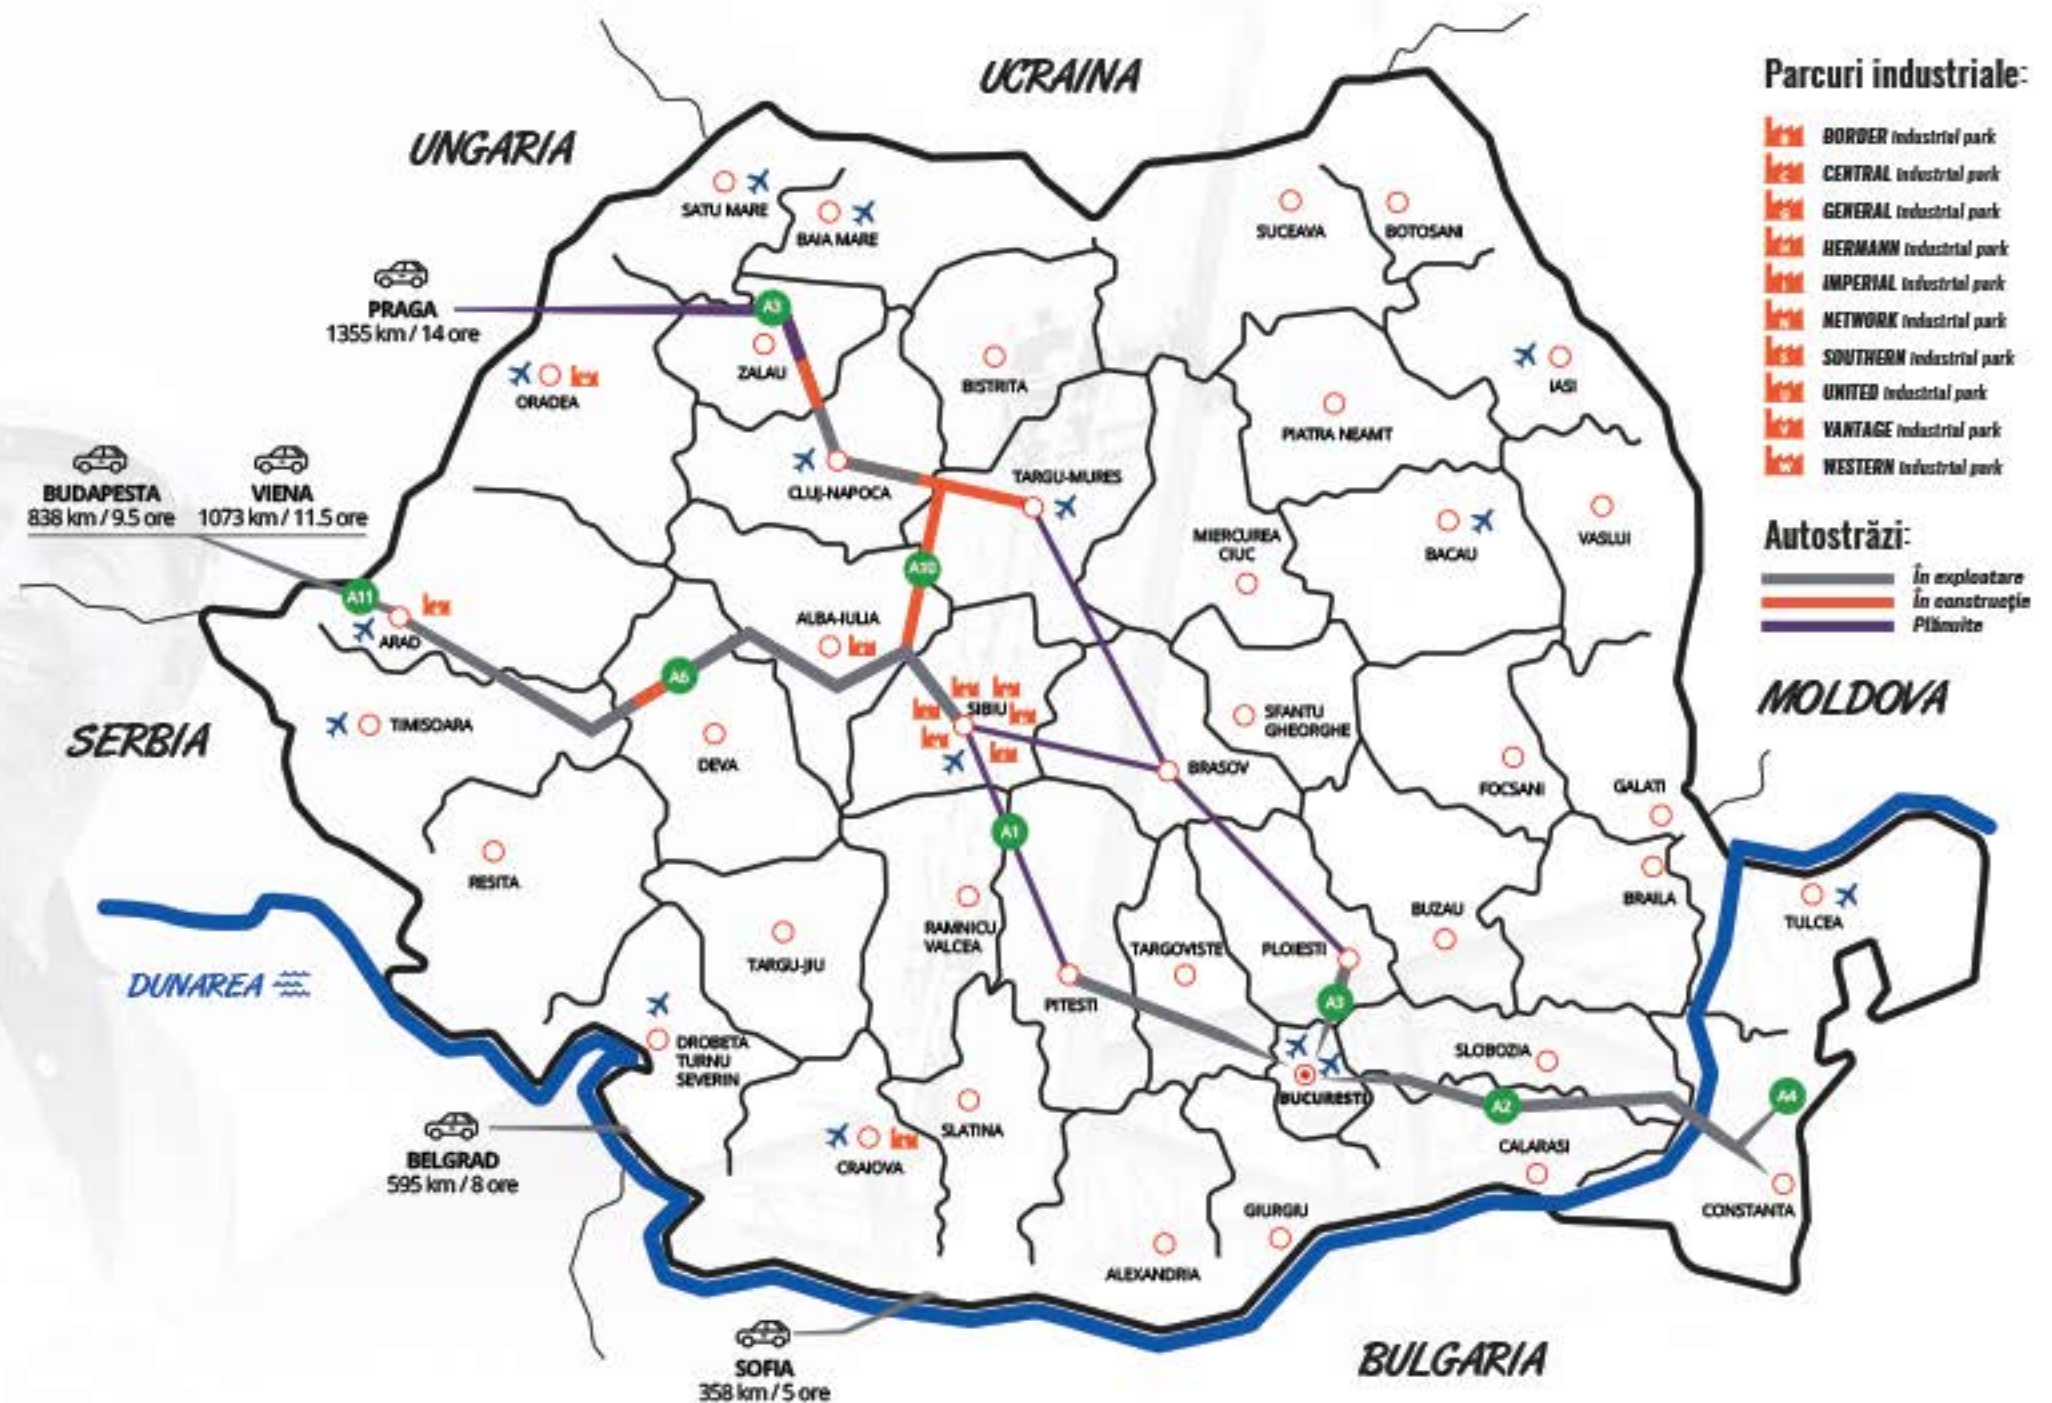 UCRAINA
UNGARIA
SERBIA
MOLDOVA
BULGARIA
DUNAREA
PRAGA
1355 km / 14 ore
BUDAPESTA
838 km / 9.5 ore
VIENA
1073 km / 11.5 ore
BELGRAD
595 km / 8 ore
SOFIA
358 km / 5 ore
SATU MARE
BAIA MARE
SUCEAVA
BOTOSANI
A3
ZALAU
ORADEA
BISTRITA
IASI
PIATRA NEAMT
CLUJ-NAPOCA
TARGU-MURES
MIERCUREA
CIUC
BACAU
VASLUI
A10
A11
ARAD
ALBA-IULIA
A6
TIMISOARA
DEVA
SIBIU
SFANTU
GHEORGHE
BRASOV
FOCSANI
GALATI
A1
RESITA
BRAILA
TULCEA
RAMNICU
VALCEA
TARGU-JIU
TARGOVISTE
PLOIESTI
BUZAU
PITESTI
A3
DROBETA
TURNU
SEVERIN
SLOBOZIA
BUCURESTI
A2
A4
SLATINA
CRAIOVA
CALARASI
CONSTANTA
GIURGIU
ALEXANDRIA
Parcuri industriale:
BORDER industrial park
CENTRAL industrial park
GENERAL industrial park
HERMANN industrial park
IMPERIAL industrial park
NETWORK industrial park
SOUTHERN industrial park
UNITED industrial park
VANTAGE industrial park
WESTERN industrial park
Autostrăzi:
În exploatare
În construcție
Plănuite